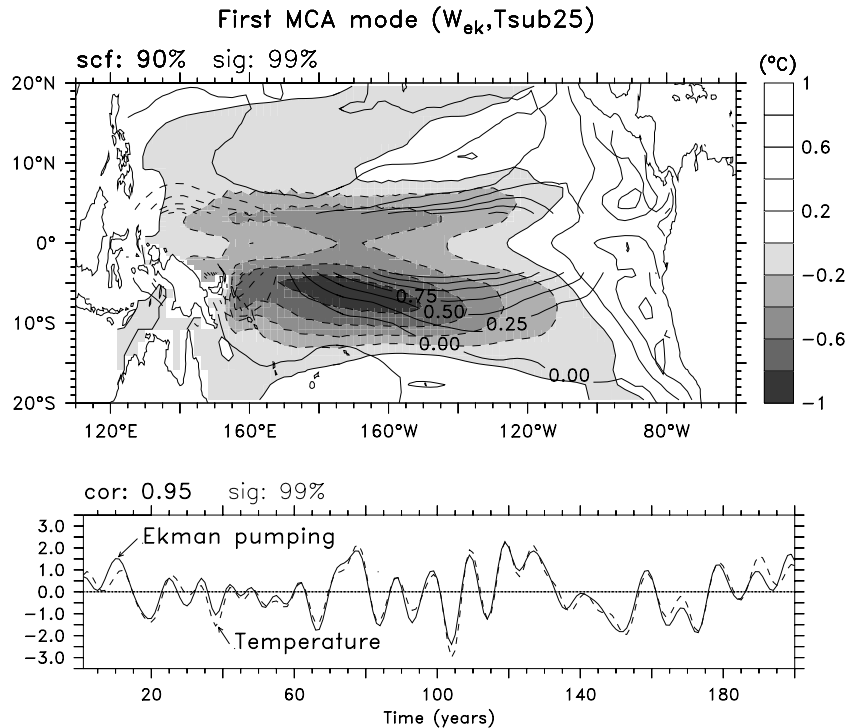 First MCA mode (Wek,Tsub25)
scf: 90% sig: 99%
(°C)
20°N
10°N
0°
10°S
20°S
120°E 160°E 160°W 120°W 80°W
0.75
0.50
0.25
0.00
0.00
1
0.6
0.2
−0.2
−0.6
−1
cor: 0.95 sig: 99%
3.0
2.0
1.0
0.0
-1.0
-2.0
-3.0
Ekman pumping
Temperature
20 60 100 140 180
Time (years)